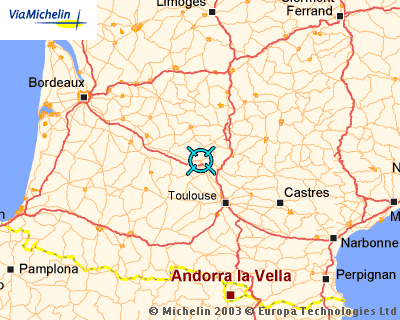 ViaMichelin
Limoges
Clermont
Ferrand
Bordeaux
Toulouse
Castres
Narbonne
Pamplona
Andorra la Vella
Perpignan
© Michelin 2003 © Europa Technologies Ltd